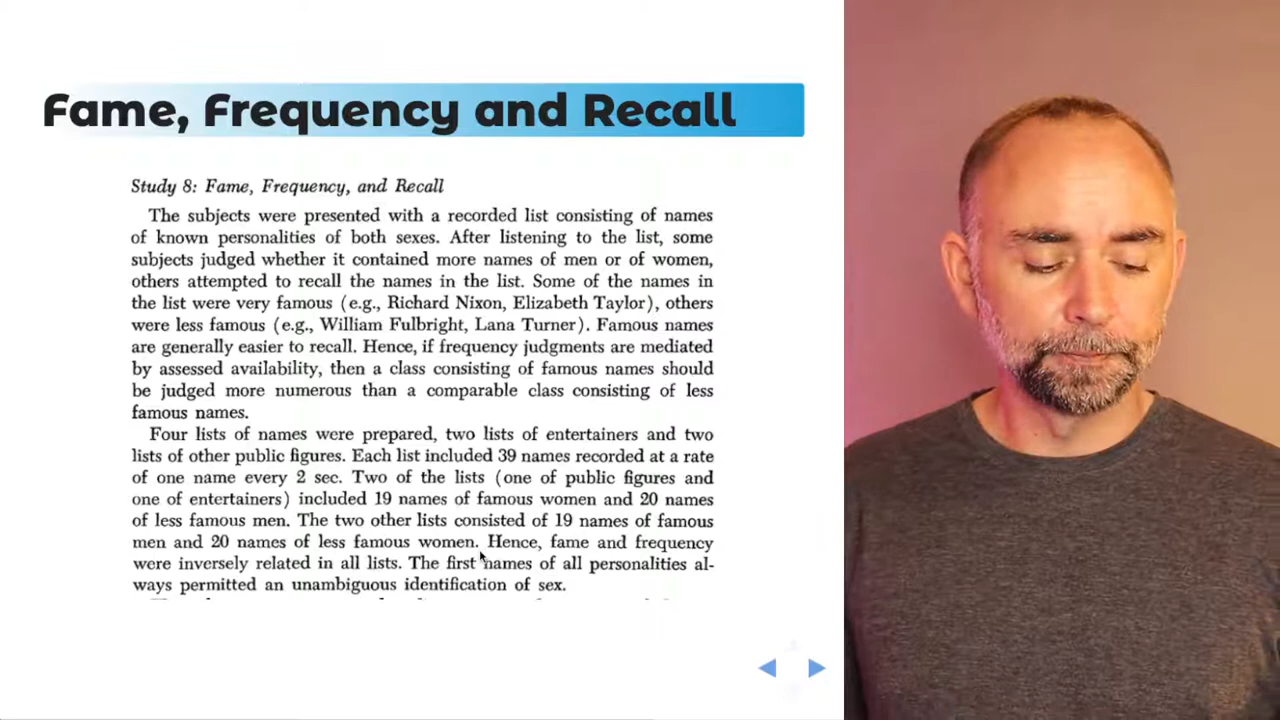 Fame, Frequency and Recall
Study 8: Fame, Frequency, and Recall
The subjects were presented with a recorded list consisting of names
of known personalities of both sexes. After listening to the list, some
subjects judged whether it contained more names of men or of women,
others attempted to recall the names in the list. Some of the names in
the list were very famous (e.g., Richard Nixon, Elizabeth Taylor), others
were less famous (e.g., William Fulbright, Lana Turner). Famous names
are generally easier to recall. Hence, if frequency judgments are mediated
by assessed availability, then a class consisting of famous names should
be judged more numerous than a comparable class consisting of less
famous names.
Four lists of names were prepared, two lists of entertainers and two
lists of other public figures. Each list included 39 names recorded at a rate
of one name every 2 sec. Two of the lists (one of public figures and
one of entertainers) included 19 names of famous women and 20 names
of less famous men. The two other lists consisted of 19 names of famous
men and 20 names of less famous women. Hence, fame and frequency
were inversely related in all lists. The first names of all personalities al-
ways permitted an unambiguous identification of sex.